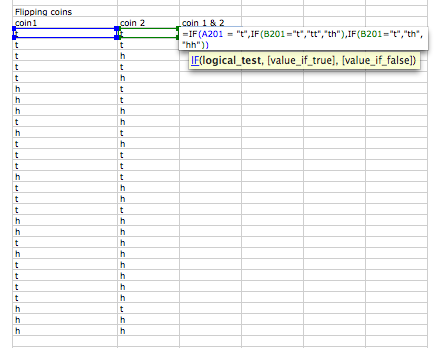 Flipping coins
coin1 coin 2 coin 1 & 2
t t =IF(A201 = "t",IF(B201="t","tt","th"),IF(B201="t","th",
"hh"))
t t
IF(logical_test, [value_if_true], [value_if_false])
t h
t t
t h
t h
t h
h t
t h
t h
h t
t t
t t
t t
h h
t t
t t
h h
h h
t h
h h
t h
t h
t h
h h
h t
h h
h h